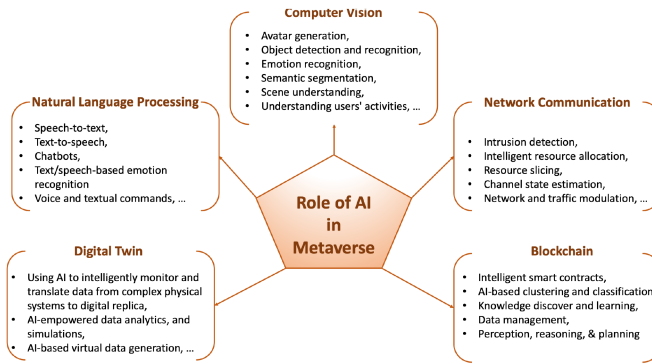 Computer Vision
• Avatar generation,
• Object detection and recognition,
• Emotion recognition,
• Semantic segmentation,
• Scene understanding,
• Understanding users' activities, ...
Natural Language Processing
• Speech-to-text,
• Text-to-speech,
• Chatbots,
• Text/speech-based emotion
recognition
• Voice and textual commands, ...
Network Communication
• Intrusion detection,
• Intelligent resource allocation,
• Resource slicing,
• Channel state estimation,
• Network and traffic modulation, ...
Role of AI
in
Metaverse
Digital Twin
• Using AI to intelligently monitor and
translate data from complex physical
systems to digital replica,
• AI-empowered data analytics, and
simulations,
• AI-based virtual data generation, ...
Blockchain
• Intelligent smart contracts,
• AI-based clustering and classification
• Knowledge discover and learning,
• Data management,
• Perception, reasoning, & planning